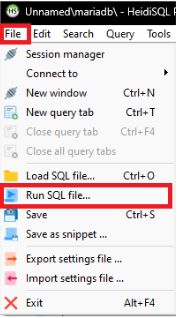 Unnamed\mariadb\ - HeidiSQL
File Edit Search Query Tools
Session manager
Connect to
New window Ctrl+N
New query tab Ctrl+T
Close query tab Ctrl+F4
Close all query tabs
Load SQL file... Ctrl+O
Run SQL file...
Save Ctrl+S
Save as snippet ...
Export settings file ...
Import settings file ...
Exit Alt+F4